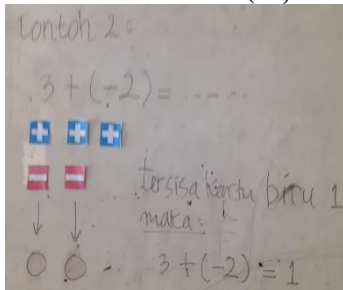 Contoh 2:
3 + (-2) = .....
+ + +
- -
tersisa kartu biru 1
maka:
O O .. 3 + (-2) = 1